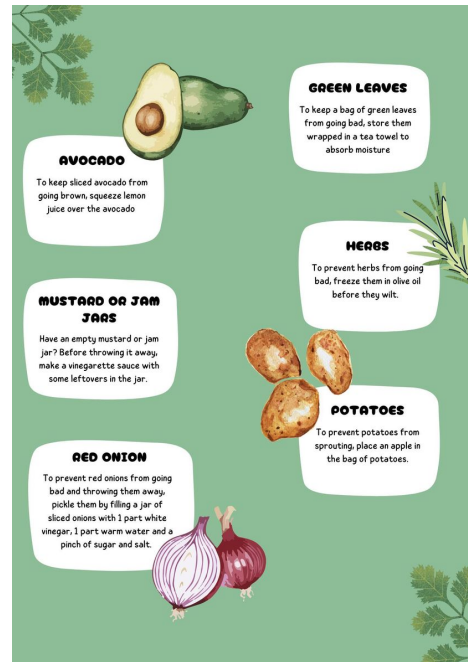 AVOCADO
To keep sliced avocado from
going brown, squeeze lemon
juice over the avocado
GREEN LEAVES
To keep a bag of green leaves
from going bad, store them
wrapped in a tea towel to
absorb moisture
HERBS
To prevent herbs from going
bad, freeze them in olive oil
before they wilt.
MUSTARD OR JAM
JARS
Have an empty mustard or jam
jar? Before throwing it away,
make a vinegarette sauce with
some leftovers in the jar.
POTATOES
To prevent potatoes from
sprouting, place an apple in
the bag of potatoes.
RED ONION
To prevent red onions from going
bad and throwing them away,
pickle them by filling a jar of
sliced onions with 1 part white
vinegar, 1 part warm water and a
pinch of sugar and salt.